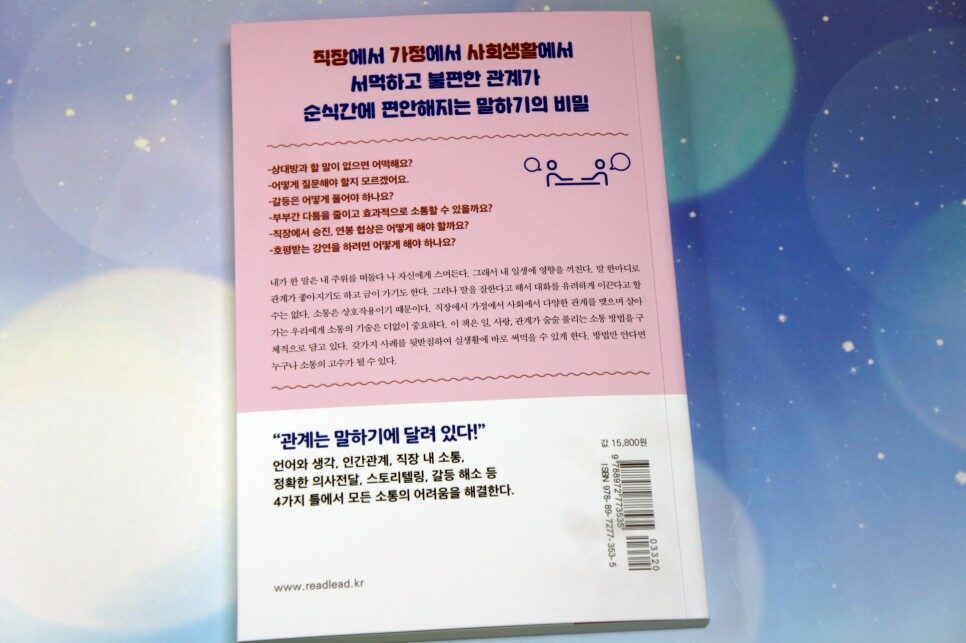 직장에서 가정에서 사회생활에서
서먹하고 불편한 관계가
순식간에 편안해지는 말하기의 비밀
-상대방과 할 말이 없으면 어떡해요?
-어떻게 질문해야 할지 모르겠어요.
-갈등은 어떻게 풀어야 하나요?
-부부간 다툼을 줄이고 효과적으로 소통할 수 있을까요?
-직장에서 승진, 연봉 협상은 어떻게 해야 할까요?
-호평받는 강연을 하려면 어떻게 해야 하나요?
내가 한 말은 내 주위를 떠돌다 나 자신에게 스며든다. 그래서 내 일생에 영향을 끼친다. 말 한마디로
관계가 좋아지기도 하고 금이 가기도 한다. 그러나 말을 잘한다고 해서 대화를 유려하게 이끈다고 할
수는 없다. 소통은 상호작용이기 때문이다. 직장에서 가정에서 사회에서 다양한 관계를 맺으며 살아
가는 우리에게 소통의 기술은 더없이 중요하다. 이 책은 일, 사랑, 관계가 술술 풀리는 소통 방법을 구
체적으로 담고 있다. 갖가지 사례를 뒷받침하여 실생활에 바로 써먹을 수 있게 한다. 방법만 안다면
누구나 소통의 고수가 될 수 있다.
“관계는 말하기에 달려 있다!”
언어와 생각, 인간관계, 직장 내 소통,
정확한 의사전달, 스토리텔링, 갈등 해소 등
4가지 틀에서 모든 소통의 어려움을 해결한다.
www.readlead.kr
값 15,800원
9 788972 773535
03320
ISBN 978-89-7277-353-5